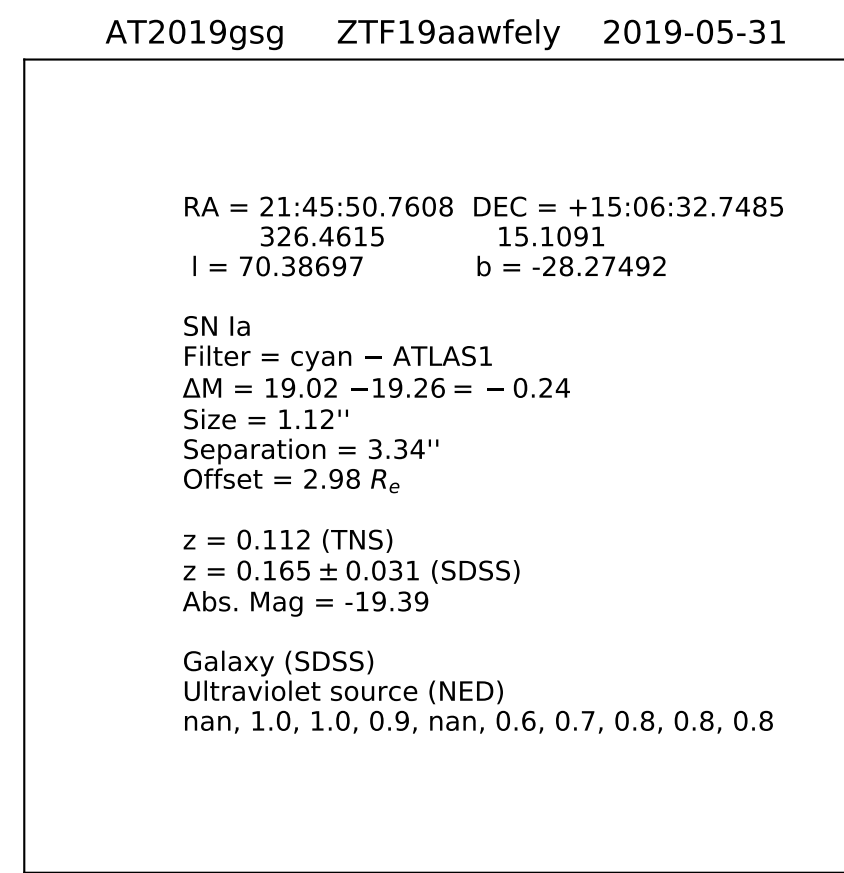 AT2019gsg ZTF19aawfely 2019-05-31
RA = 21:45:50.7608 DEC = +15:06:32.7485
326.4615 15.1091
l = 70.38697 b = -28.27492
SN Ia
Filter = cyan − ATLAS1
ΔM = 19.02 −19.26 = − 0.24
Size = 1.12''
Separation = 3.34''
Offset = 2.98 Rₑ
z = 0.112 (TNS)
z = 0.165 ± 0.031 (SDSS)
Abs. Mag = -19.39
Galaxy (SDSS)
Ultraviolet source (NED)
nan, 1.0, 1.0, 0.9, nan, 0.6, 0.7, 0.8, 0.8, 0.8